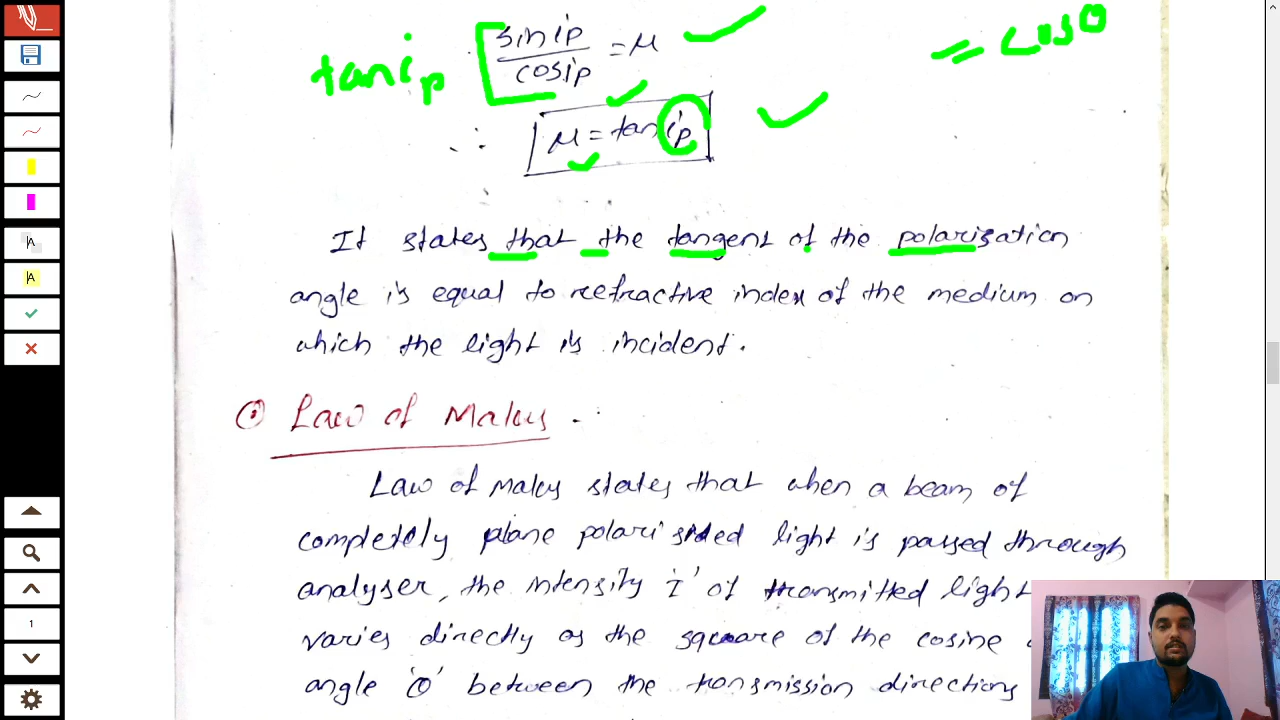 sin ip
tan ip
cos ip
= μ
= cos θ
∴ μ = tan ip
It states that the tangent of the polarisation
angle is equal to refractive index of the medium on
which the light is incident.
Law of Malus
Law of Malus states that when a beam of
completely plane polarisided light is passed through
analyser, the intensity 'I' of transmitted light
varies directly as the square of the cosine
angle 'θ' between the transmission directions
A
A
1